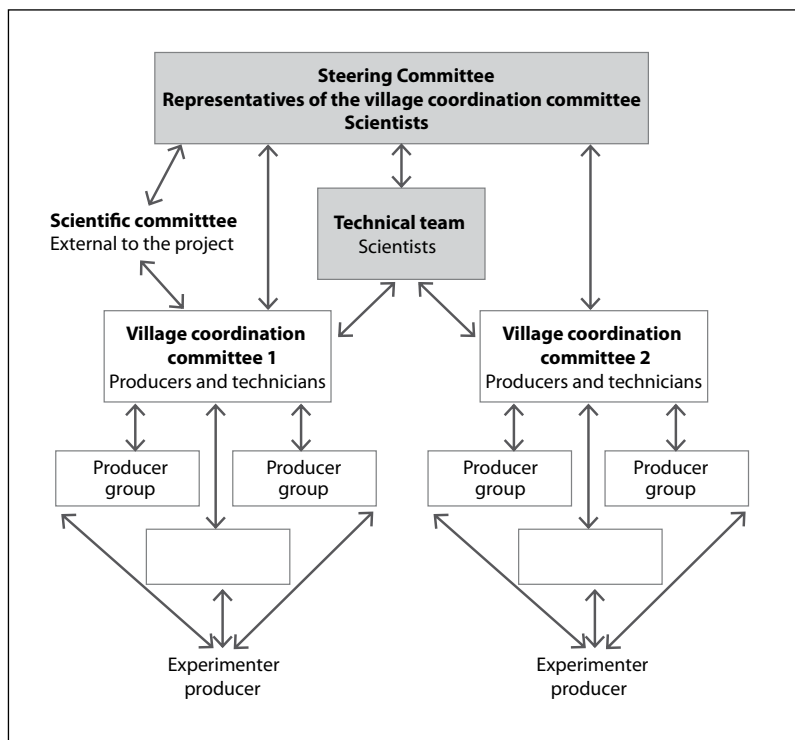 Steering Committee
Representatives of the village coordination committee
Scientists
Scientific committtee
External to the project
Technical team
Scientists
Village coordination
committee 1
Producers and technicians
Village coordination
committee 2
Producers and technicians
Producer
group
Producer
group
Producer
group
Producer
group
Experimenter
producer
Experimenter
producer